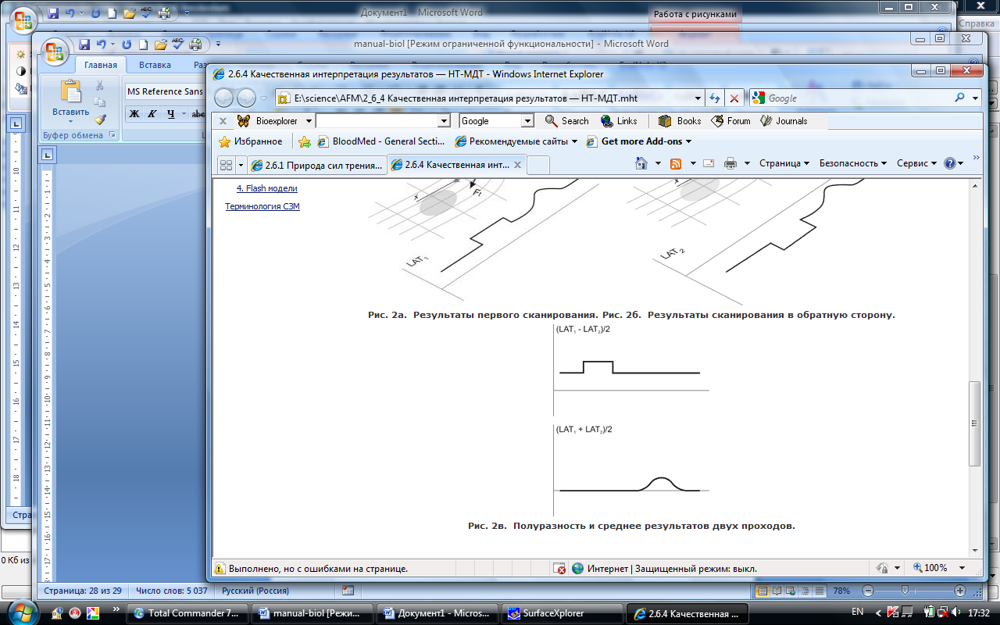 Документ1 - Microsoft Word
Работа с рисунками
Справка
manual-biol [Режим ограниченной функциональности] - Microsoft Word
Главная
Вставка
Раз
MS Reference Sans
Вставить
Ж К Ч abc
Буфер обмена
2.6.4 Качественная интерпретация результатов — НТ-МДТ - Windows Internet Explorer
E:\science\AFM\2_6_4 Качественная интерпретация результатов — НТ-МДТ.mht
Google
Bioexplorer
Google
Search
Links
Books
Forum
Journals
Избранное
BloodMed - General Secti...
Рекомендуемые сайты
Get more Add-ons
2.6.1 Природа сил трения...
2.6.4 Качественная инт...
Страница
Безопасность
Сервис
4. Flash модели
Терминология СЗМ
x
LAT1
LAT2
Рис. 2а. Результаты первого сканирования. Рис. 2б. Результаты сканирования в обратную сторону.
(LAT1 - LAT2)/2
(LAT1 + LAT2)/2
Рис. 2в. Полуразность и среднее результатов двух проходов.
Выполнено, но с ошибками на странице.
Интернет | Защищенный режим: выкл.
100%
Стра
0 Кб из
Страница: 28 из 29
Число слов: 5 037
Русский (Россия)
78%
Total Commander 7...
manual-biol [Режи...
Документ1 - Micros...
SurfaceXplorer
2.6.4 Качественная ...
EN
17:32